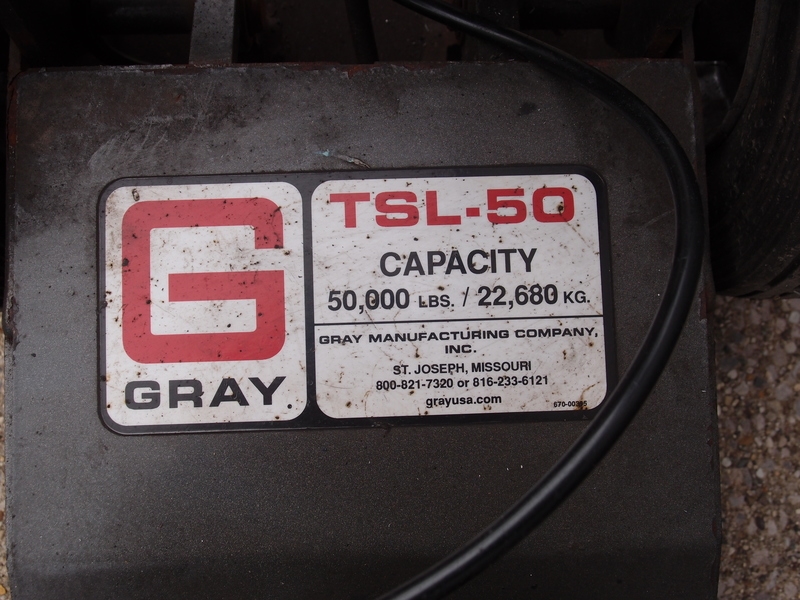 G
GRAY.
TSL-50
CAPACITY
50,000 LBS. / 22,680 KG.
GRAY MANUFACTURING COMPANY,
INC.
ST. JOSEPH, MISSOURI
800-821-7320 or 816-233-6121
grayusa.com